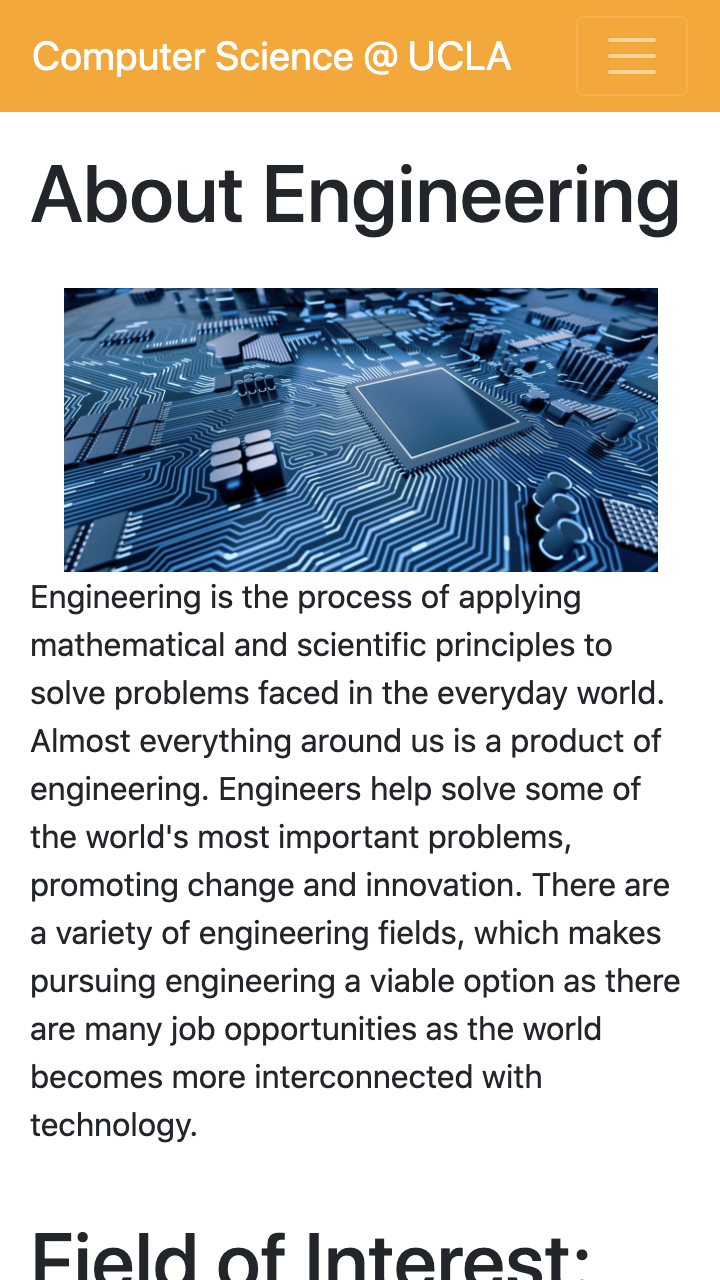 Computer Science @ UCLA
About Engineering
Engineering is the process of applying
mathematical and scientific principles to
solve problems faced in the everyday world.
Almost everything around us is a product of
engineering. Engineers help solve some of
the world's most important problems,
promoting change and innovation. There are
a variety of engineering fields, which makes
pursuing engineering a viable option as there
are many job opportunities as the world
becomes more interconnected with
technology.
Field of Interest: